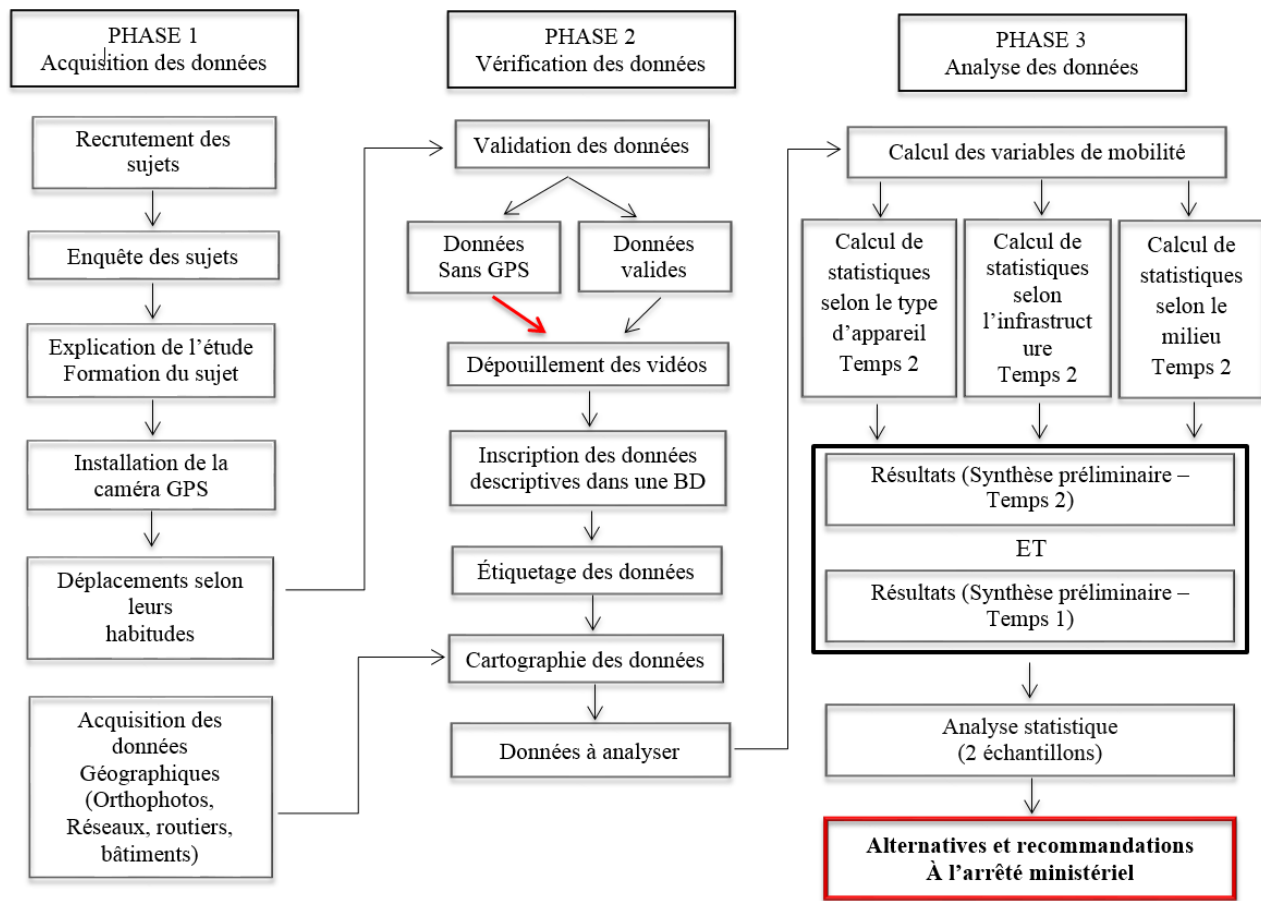 PHASE 1
Acquisition des données
Recrutement des
sujets
Enquête des sujets
Explication de l’étude
Formation du sujet
Installation de la
caméra GPS
Déplacements selon
leurs
habitudes
Acquisition des
données
Géographiques
(Orthophotos,
Réseaux, routiers,
bâtiments)
PHASE 2
Vérification des données
Validation des données
Données
Sans GPS
Données
valides
Dépouillement des vidéos
Inscription des données
descriptives dans une BD
Étiquetage des données
Cartographie des données
Données à analyser
PHASE 3
Analyse des données
Calcul des variables de mobilité
Calcul de
statistiques
selon le type
d’appareil
Temps 2
Calcul de
statistiques
selon
l’infrastruct
ure
Temps 2
Calcul de
statistiques
selon le
milieu
Temps 2
Résultats (Synthèse préliminaire –
Temps 2)
ET
Résultats (Synthèse préliminaire –
Temps 1)
Analyse statistique
(2 échantillons)
Alternatives et recommandations
À l’arrêté ministériel